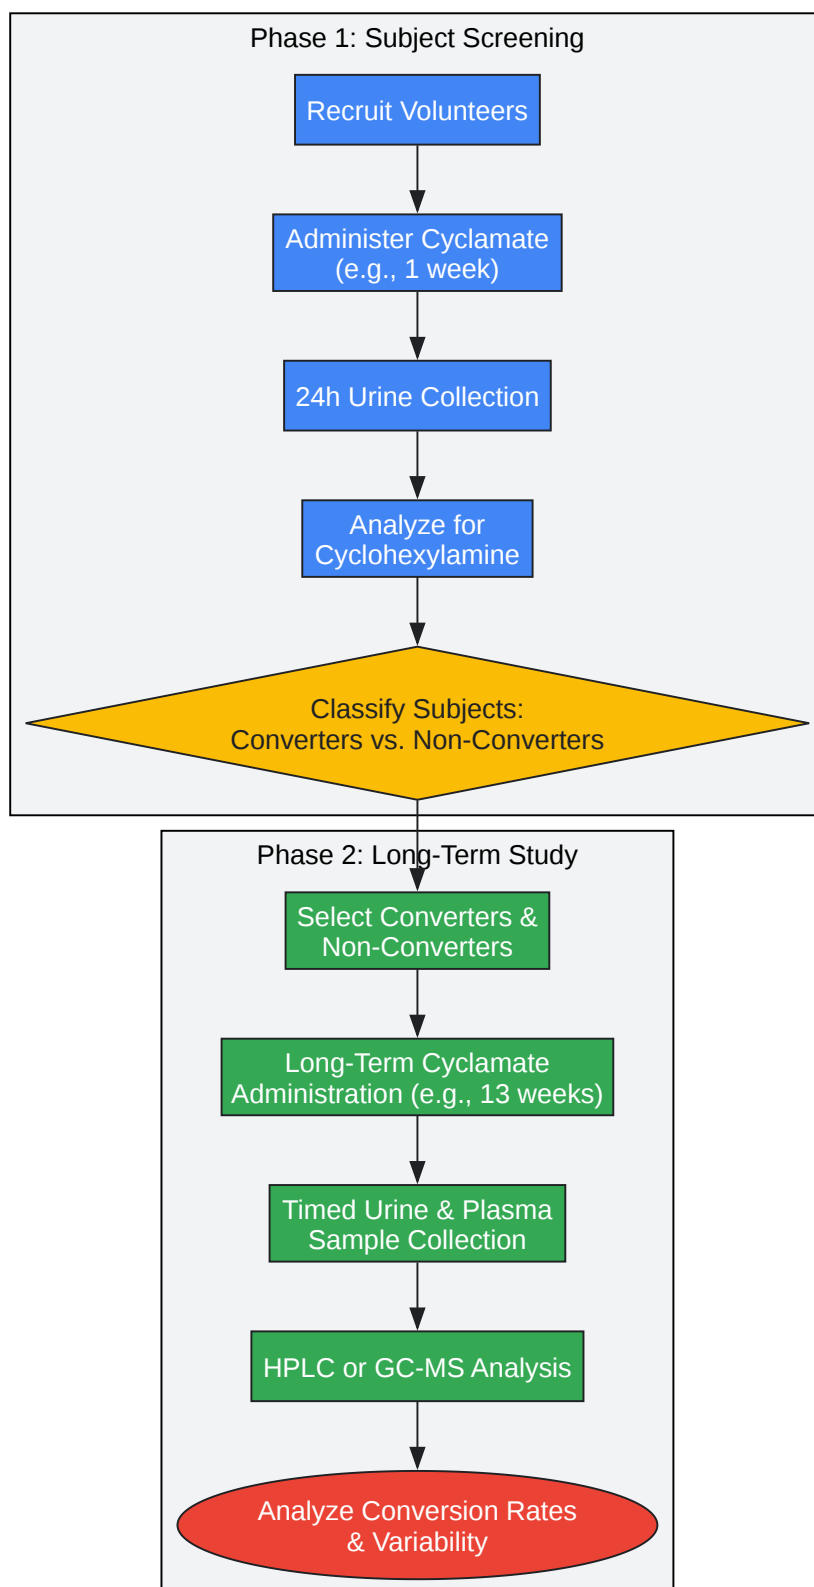 Phase 1: Subject Screening
Recruit Volunteers
Administer Cyclamate
(e.g., 1 week)
24h Urine Collection
Analyze for
Cyclohexylamine
Classify Subjects:
Converters vs. Non-Converters
Phase 2: Long-Term Study
Select Converters &
Non-Converters
Long-Term Cyclamate
Administration (e.g., 13 weeks)
Timed Urine & Plasma
Sample Collection
HPLC or GC-MS Analysis
Analyze Conversion Rates
& Variability